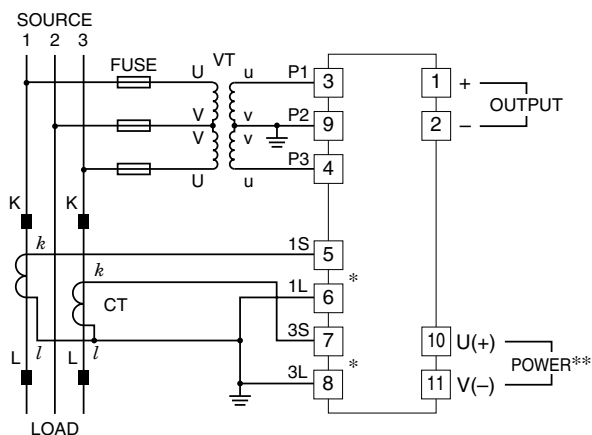 SOURCE
1 2 3
FUSE VT
U u P1 3 1 +
OUTPUT
V v P2 9 2 –
V v
U u P3 4
K K
k 1S 5
k 1L 6 *
CT
3S 7 10 U(+)
L l L l * POWER**
3L 8 11 V(–)
LOAD